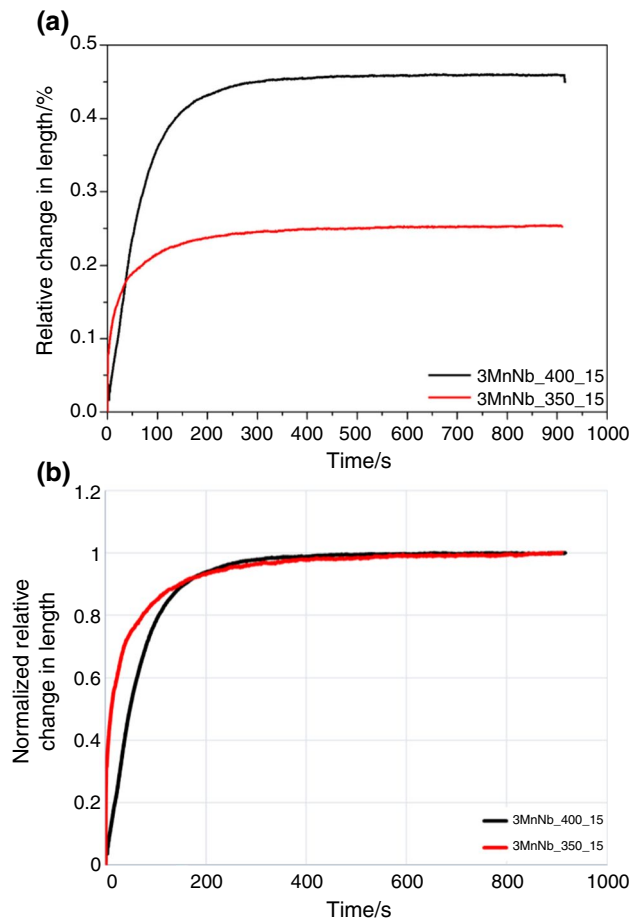 (a)
Relative change in length/%
0.5
0.4
0.3
0.2
0.1
0.0
3MnNb_400_15
3MnNb_350_15
0 100 200 300 400 500 600 700 800 900 1000
Time/s
(b)
Normalized relative
change in length
1.2
1
0.8
0.6
0.4
0.2
0
3MnNb_400_15
3MnNb_350_15
0 200 400 600 800 1000
Time/s